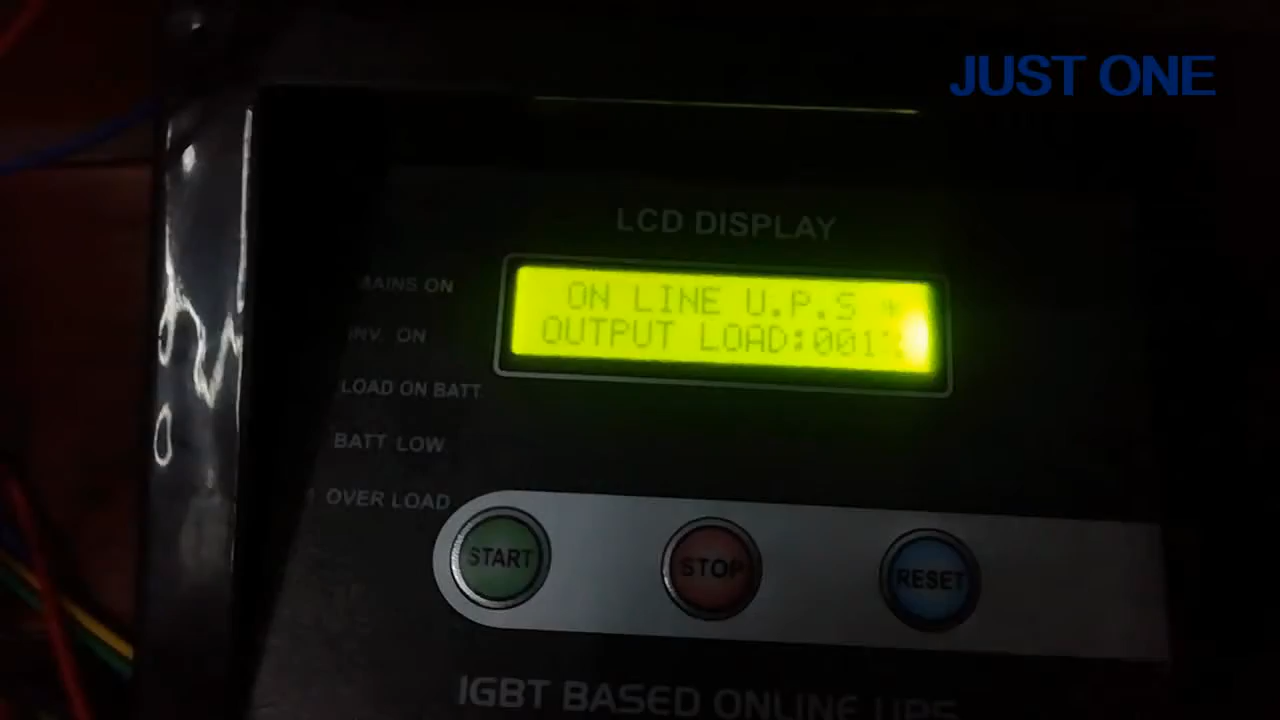 JUST ONE
LCD DISPLAY
MAINS ON
INV. ON
LOAD ON BATT
BATT LOW
OVER LOAD
ON LINE U.P.S *
OUTPUT LOAD:001%
START
STOP
RESET
IGBT BASED ONLINE UPS